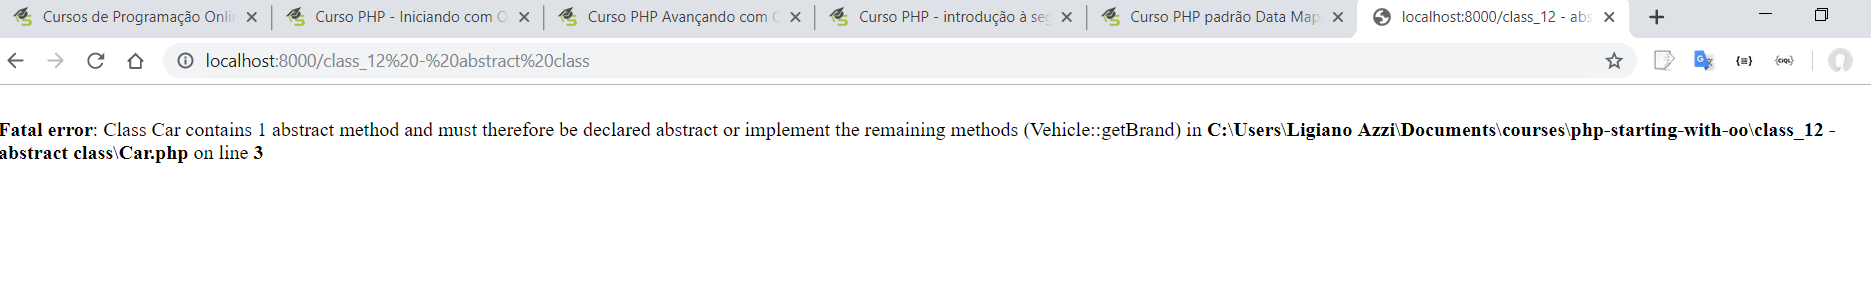 Cursos de Programação Onli
Curso PHP - Iniciando com O
Curso PHP Avançando com
Curso PHP - introdução à seg
Curso PHP padrão Data Map
localhost:8000/class_12 - abs
localhost:8000/class_12%20-%20abstract%20class
Fatal error: Class Car contains 1 abstract method and must therefore be declared abstract or implement the remaining methods (Vehicle::getBrand) in C:\Users\Ligiano Azzi\Documents\courses\php-starting-with-oo\class_12 -
abstract class\Car.php on line 3